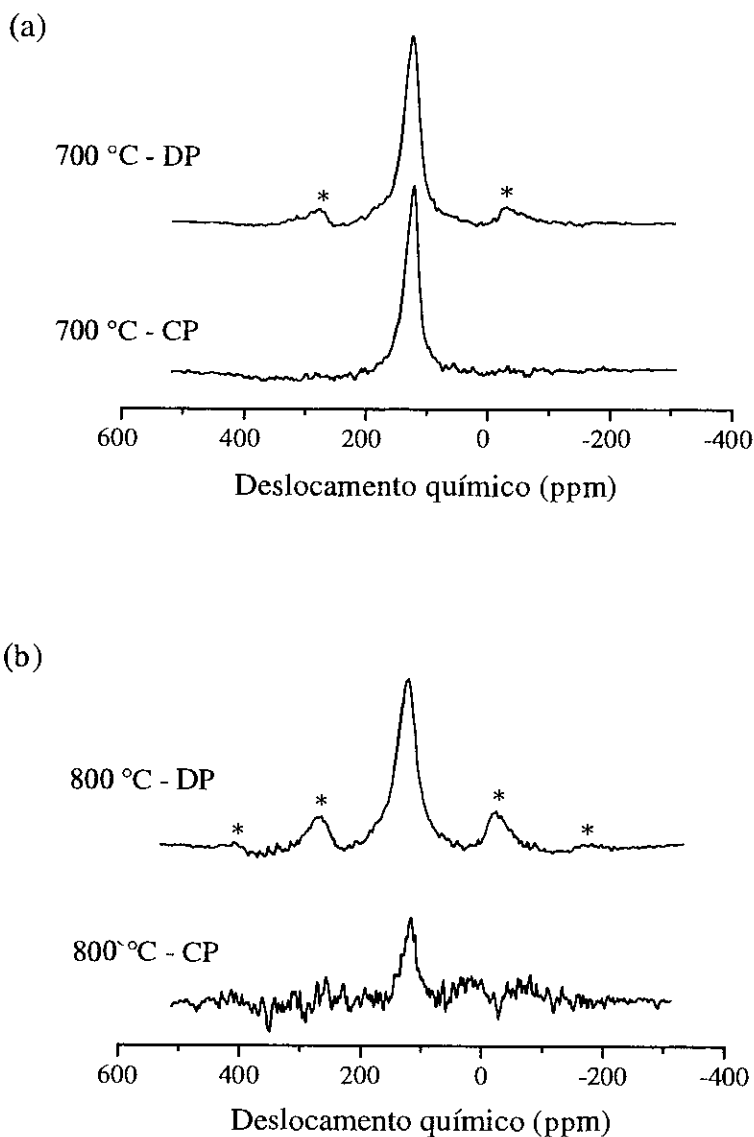 (a)
700 °C - DP
* *
700 °C - CP
600 400 200 0 -200 -400
Deslocamento químico (ppm)
(b)
800 °C - DP
* * * *
800 °C - CP
600 400 200 0 -200 -400
Deslocamento químico (ppm)